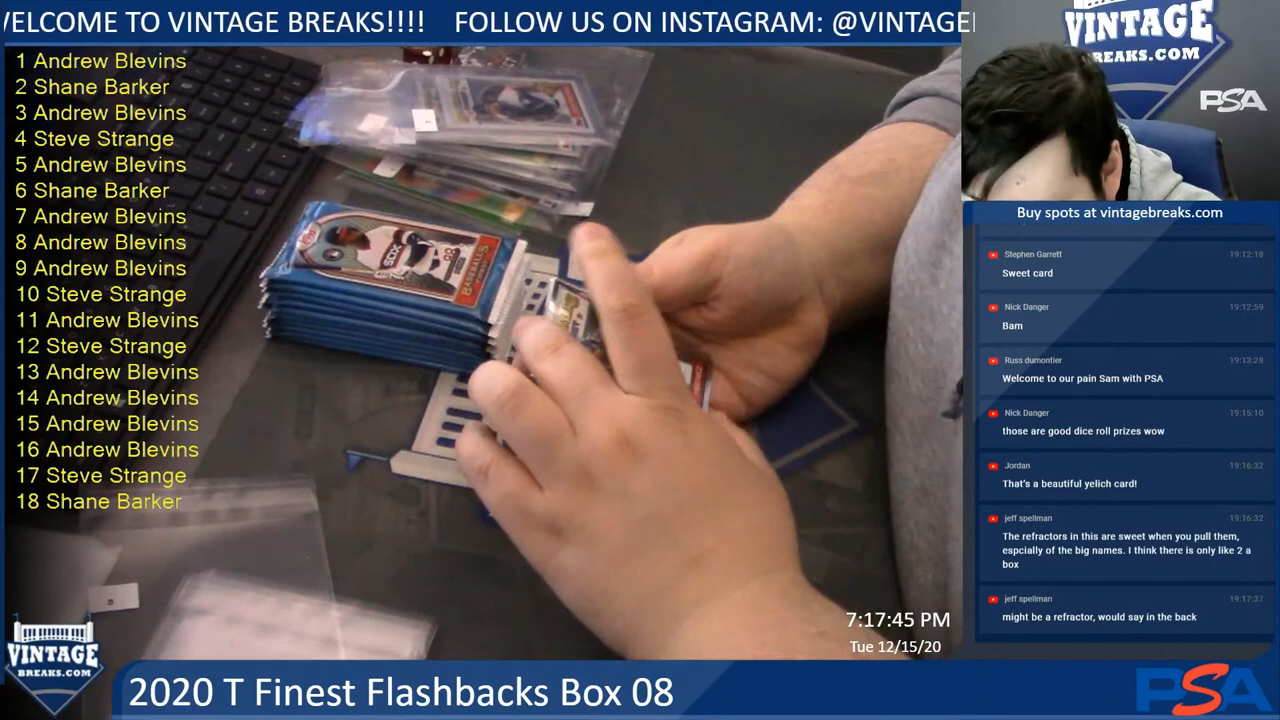 WELCOME TO VINTAGE BREAKS!!!! FOLLOW US ON INSTAGRAM: @VINTAGE
1 Andrew Blevins
2 Shane Barker
3 Andrew Blevins
4 Steve Strange
5 Andrew Blevins
6 Shane Barker
7 Andrew Blevins
8 Andrew Blevins
9 Andrew Blevins
10 Steve Strange
11 Andrew Blevins
12 Steve Strange
13 Andrew Blevins
14 Andrew Blevins
15 Andrew Blevins
16 Andrew Blevins
17 Steve Strange
18 Shane Barker
SOX
VINTAGE
BREAKS.COM
PSA
Buy spots at vintagebreaks.com
Stephen Garrett 19:12:18
Sweet card
Nick Danger 19:12:59
Bam
Russ dumontier 19:13:28
Welcome to our pain Sam with PSA
Nick Danger 19:15:10
those are good dice roll prizes wow
Jordan 19:16:32
That's a beautiful yelich card!
jeff spellman 19:16:32
The refractors in this are sweet when you pull them,
espcially of the big names. I think there is only like 2 a
box
jeff spellman 19:17:37
might be a refractor, would say in the back
7:17:45 PM
Tue 12/15/20
VINTAGE
BREAKS.COM
2020 T Finest Flashbacks Box 08
PSA